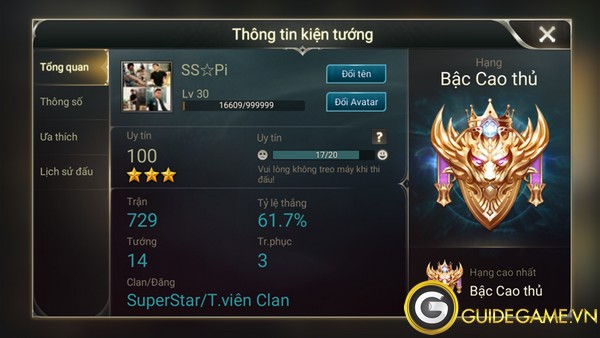 Thông tin kiện tướng
Tổng quan
Thông số
Ưa thích
Lịch sử đấu
SS☆Pi
Lv 30
16609/999999
Đổi tên
Đổi Avatar
Uy tín
100
Uy tín
?
17/20
Vui lòng không treo máy khi thi
đấu!
Trận
729
Tỷ lệ thắng
61.7%
Tướng
14
Tr.phục
3
Clan/Đăng
SuperStar/T.viên Clan
Hạng
Bậc Cao thủ
Hạng cao nhất
Bậc Cao thủ
G
GUIDEGAME.VN